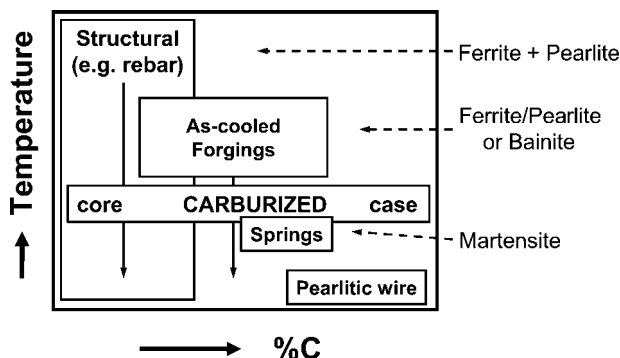 Structural
(e.g. rebar)
Ferrite + Pearlite
As-cooled
Forgings
Ferrite/Pearlite
or Bainite
core CARBURIZED case
Springs
Martensite
Pearlitic wire
Temperature
%C